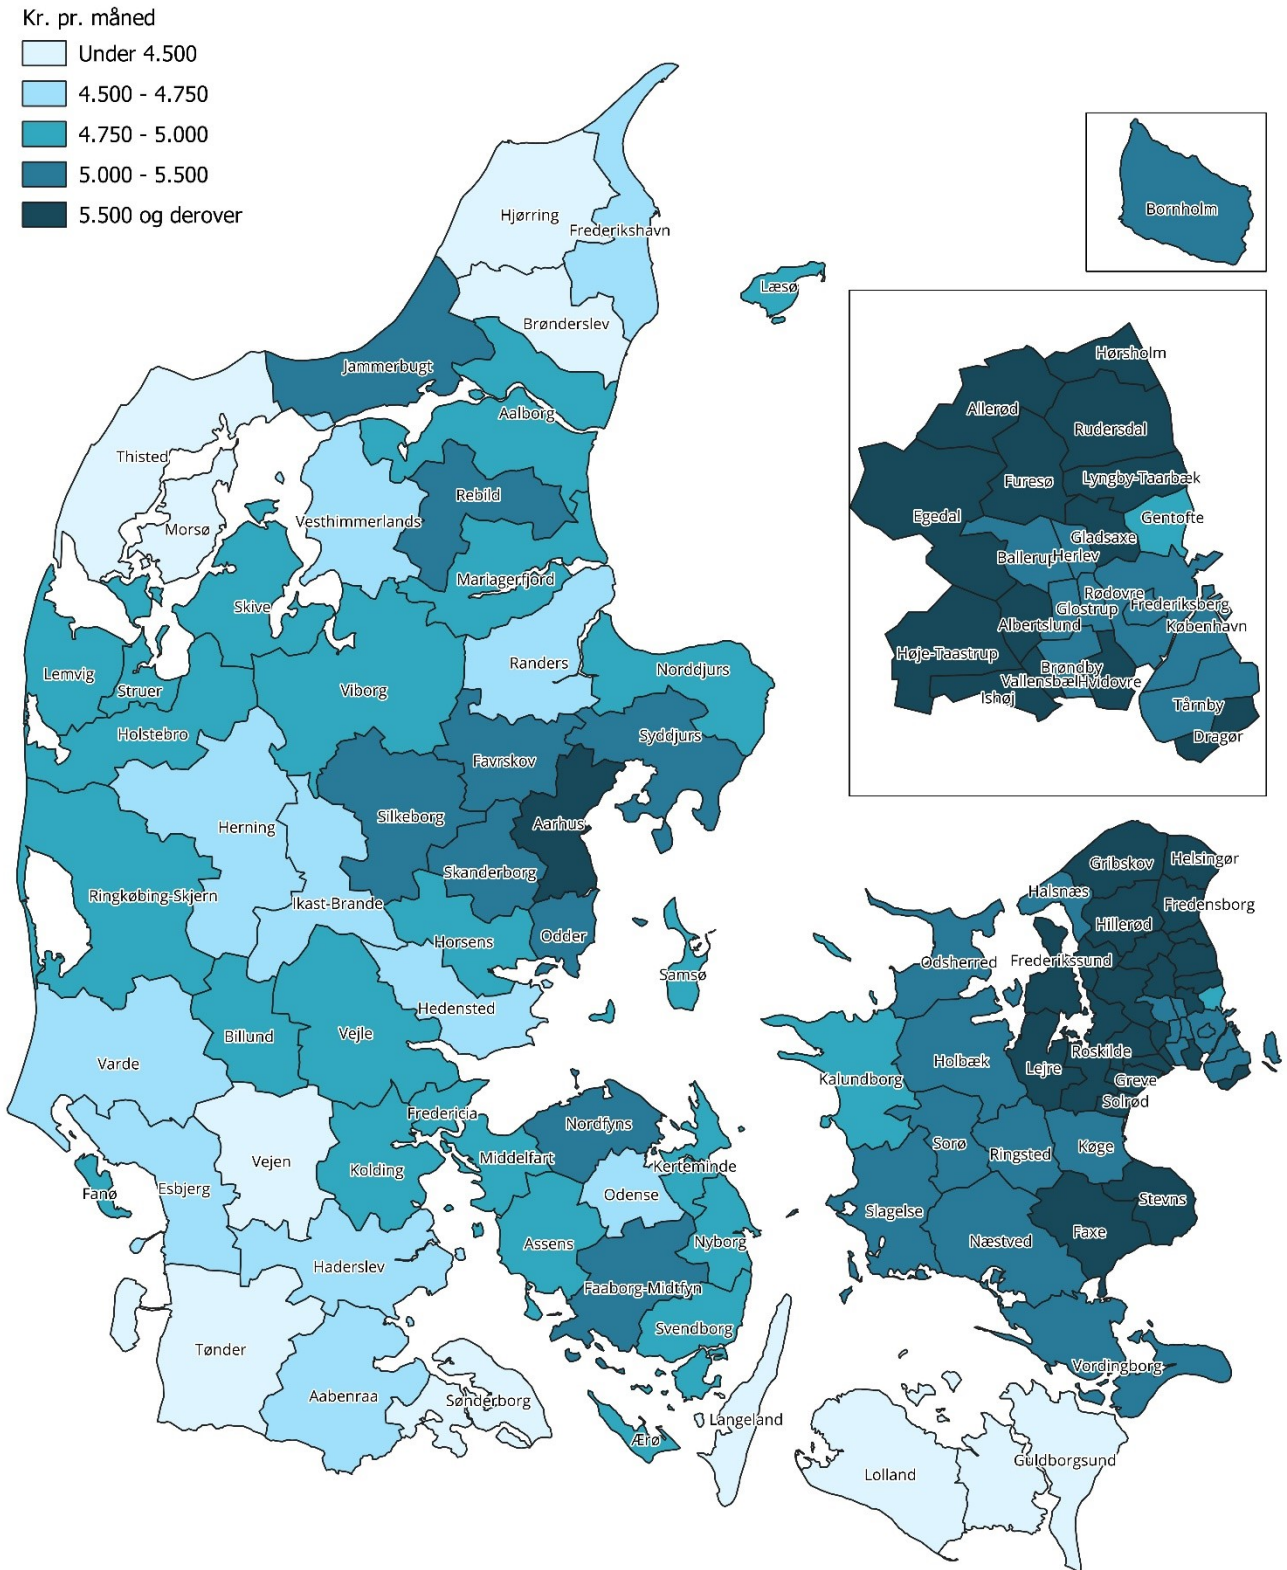 Kr. pr. måned
Under 4.500
4.500 - 4.750
4.750 - 5.000
5.000 - 5.500
5.500 og derover
Hjørring
Frederikshavn
Bornholm
Læsø
Brønderslev
Jammerbugt
Aalborg
Thisted
Rebild
Vesthimmerlands
Morsø
Mariagerfjord
Skive
Randers
Norddjurs
Lemvig
Struer
Viborg
Holstebro
Syddjurs
Favrskov
Silkeborg
Aarhus
Herning
Skanderborg
Ringkøbing-Skjern
Ikast-Brande
Horsens
Odder
Samsø
Hedensted
Billund
Vejle
Varde
Fredericia
Nordfyns
Vejen
Kolding
Middelfart
Kerteminde
Fanø
Esbjerg
Odense
Assens
Nyborg
Haderslev
Faaborg-Midtfyn
Tønder
Svendborg
Aabenraa
Sønderborg
Langeland
Ærø
Hørsholm
Allerød
Rudersdal
Furesø
Lyngby-Taarbæk
Egedal
Gentofte
Gladsaxe
Ballerup
Herlev
Rødovre
Glostrup
Frederiksberg
Albertslund
København
Høje-Taastrup
Brøndby
Vallensbæk
Hvidovre
Ishøj
Tårnby
Dragør
Gribskov
Helsingør
Halsnæs
Fredensborg
Hillerød
Odsherred
Frederikssund
Holbæk
Roskilde
Lejre
Kalundborg
Greve
Solrød
Sorø
Ringsted
Køge
Slagelse
Stevns
Næstved
Faxe
Vordingborg
Guldborgsund
Lolland